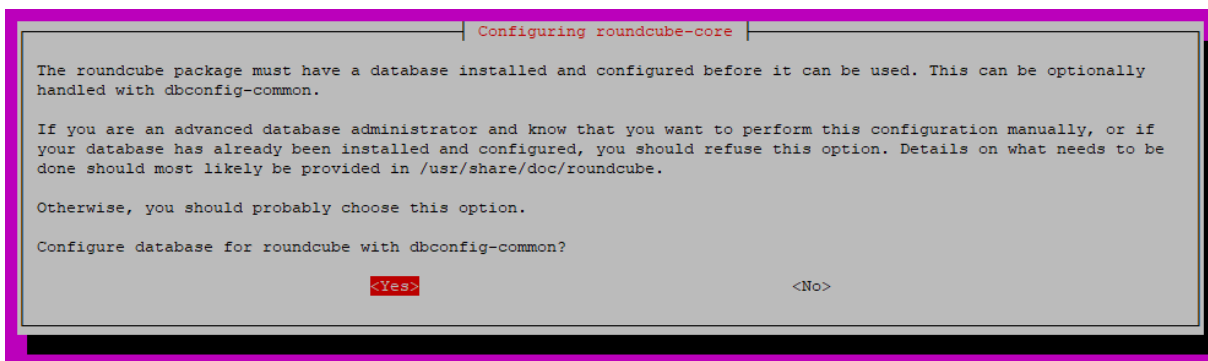 Configuring roundcube-core
The roundcube package must have a database installed and configured before it can be used. This can be optionally
handled with dbconfig-common.
If you are an advanced database administrator and know that you want to perform this configuration manually, or if
your database has already been installed and configured, you should refuse this option. Details on what needs to be
done should most likely be provided in /usr/share/doc/roundcube.
Otherwise, you should probably choose this option.
Configure database for roundcube with dbconfig-common?
<Yes> <No>